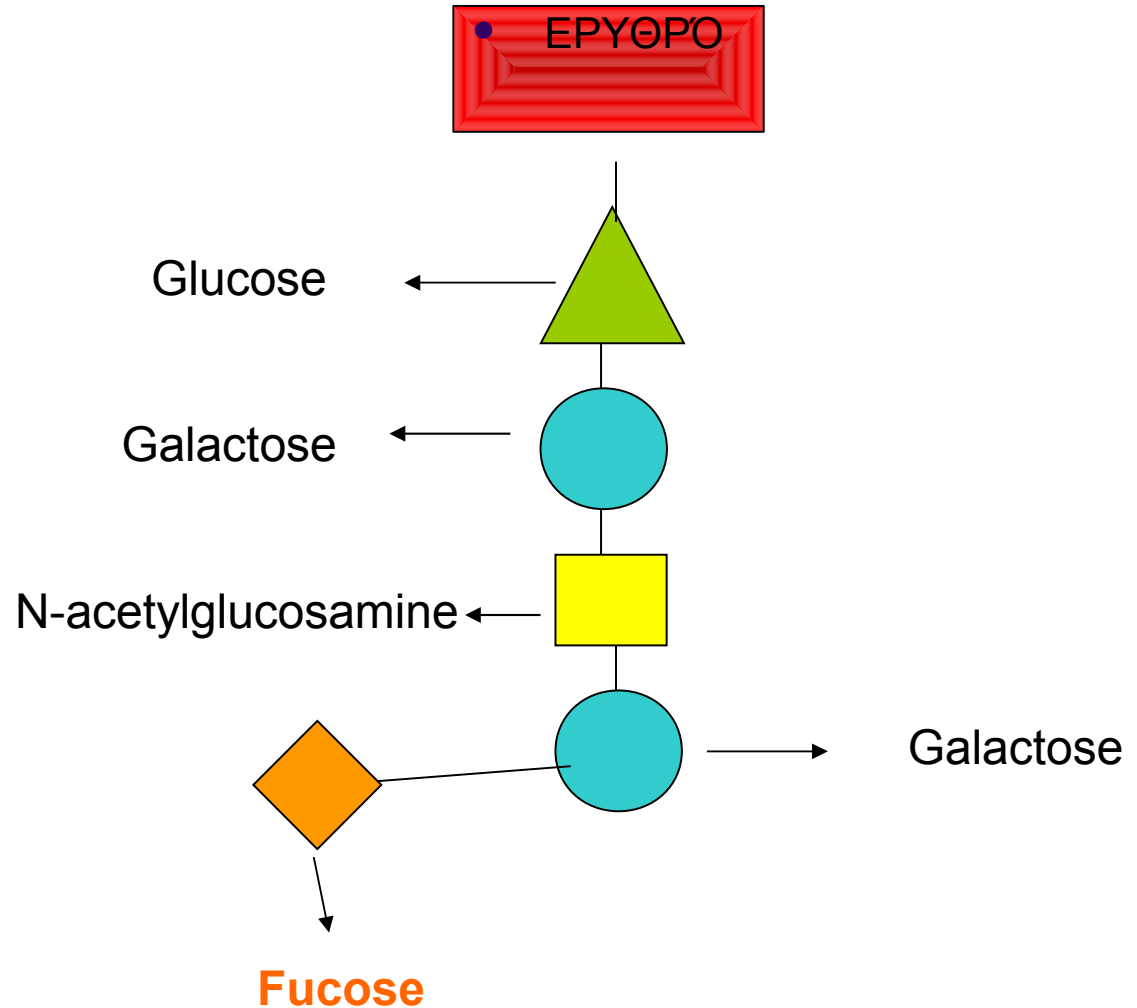 • ΕΡΥΘΡΌ
Glucose
Galactose
N-acetylglucosamine
Galactose
Fucose